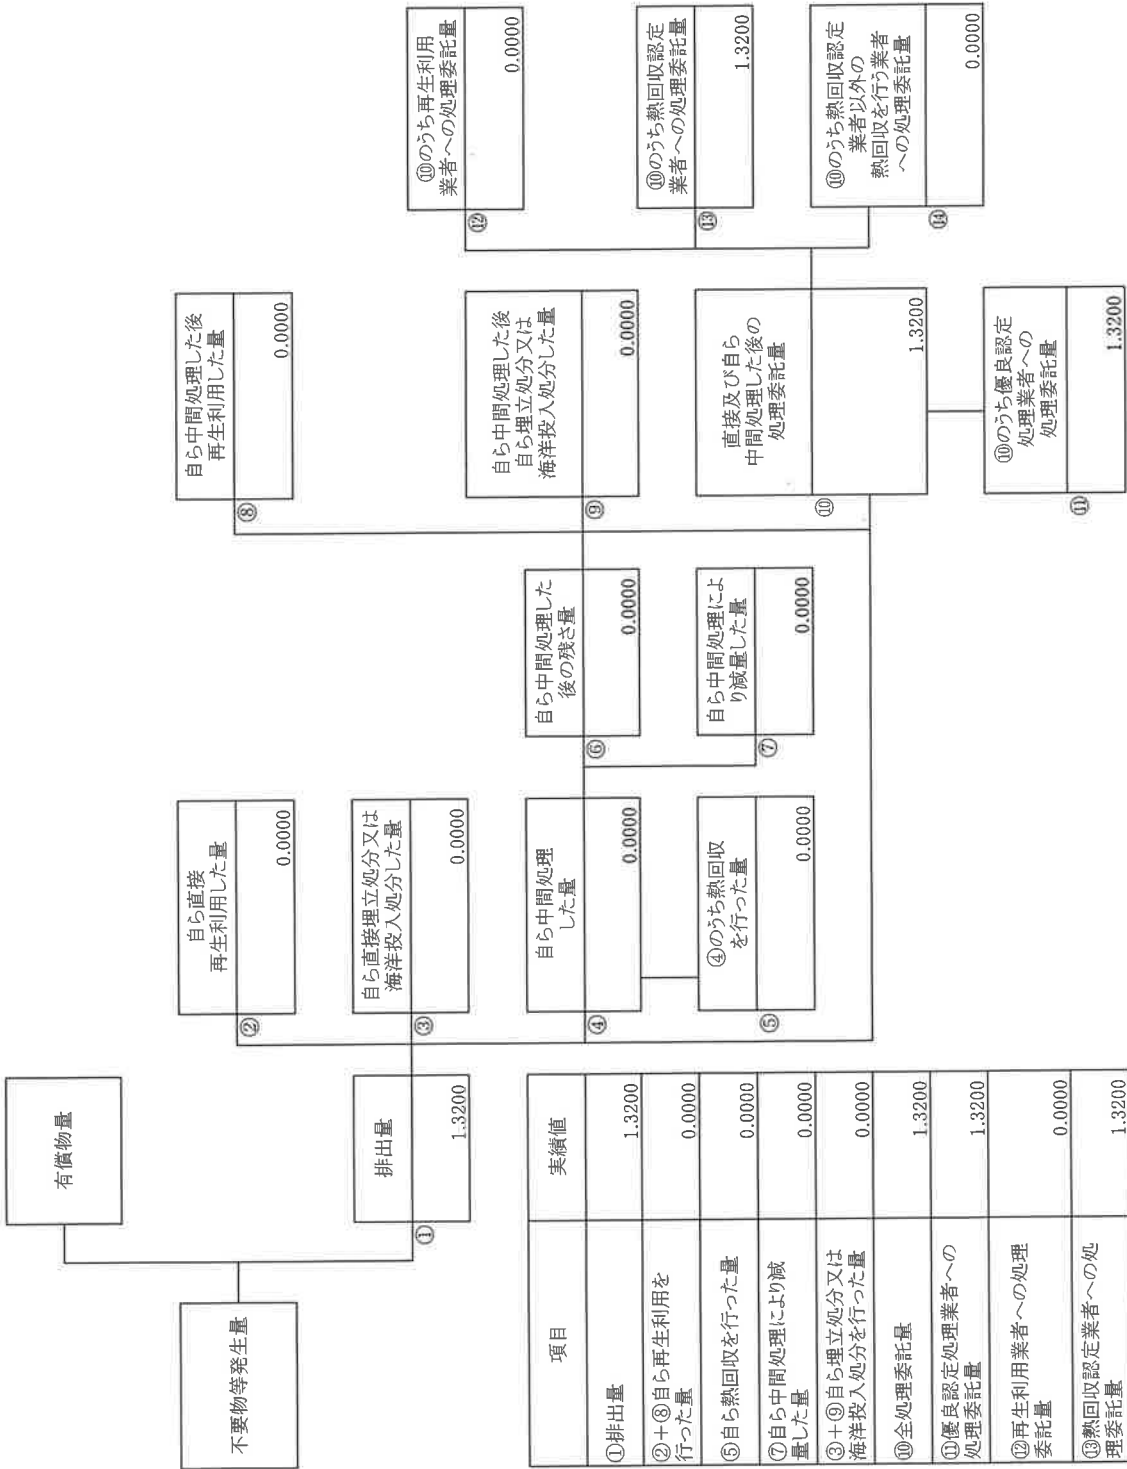 不要物等発生量
有償物量
①
排出量
1.3200
②
自ら直接
再生利用した量
0.0000
③
自ら直接埋立処分又は
海洋投入処分した量
0.0000
④
自ら中間処理
した量
0.0000
⑤
④のうち熱回収
を行った量
0.0000
⑥
自ら中間処理した
後の残さ量
0.0000
⑦
自ら中間処理によ
り減量した量
0.0000
⑧
自ら中間処理した後
再生利用した量
0.0000
⑨
自ら中間処理した後
自ら埋立処分又は
海洋投入処分した量
0.0000
⑩
直接及び自ら
中間処理した後の
処理委託量
1.3200
⑪
⑩のうち優良認定
処理業者への
処理委託量
1.3200
⑫
⑩のうち再生利用
業者への処理委託量
0.0000
⑬
⑩のうち熱回収認定
業者への処理委託量
1.3200
⑭
⑩のうち熱回収認定
業者以外の
熱回収を行う業者
への処理委託量
0.0000
項目 実績値
①排出量 1.3200
②+⑧自ら再生利用を
行った量 0.0000
⑤自ら熱回収を行った量 0.0000
⑦自ら中間処理により減
量した量 0.0000
③+⑨自ら埋立処分又は
海洋投入処分を行った量 0.0000
⑩全処理委託量 1.3200
⑪優良認定処理業者への
処理委託量 1.3200
⑫再生利用業者への処理
委託量 0.0000
⑬熱回収認定業者への処
理委託量 1.3200